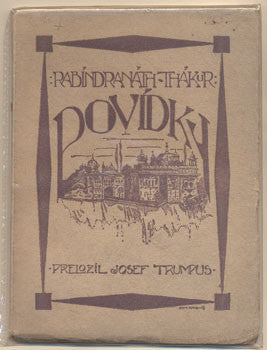 ·RABÍNDRANÁTH·THÁKUR·
POVÍDKY
·PŘELOŽIL JOSEF TRUMPUS·